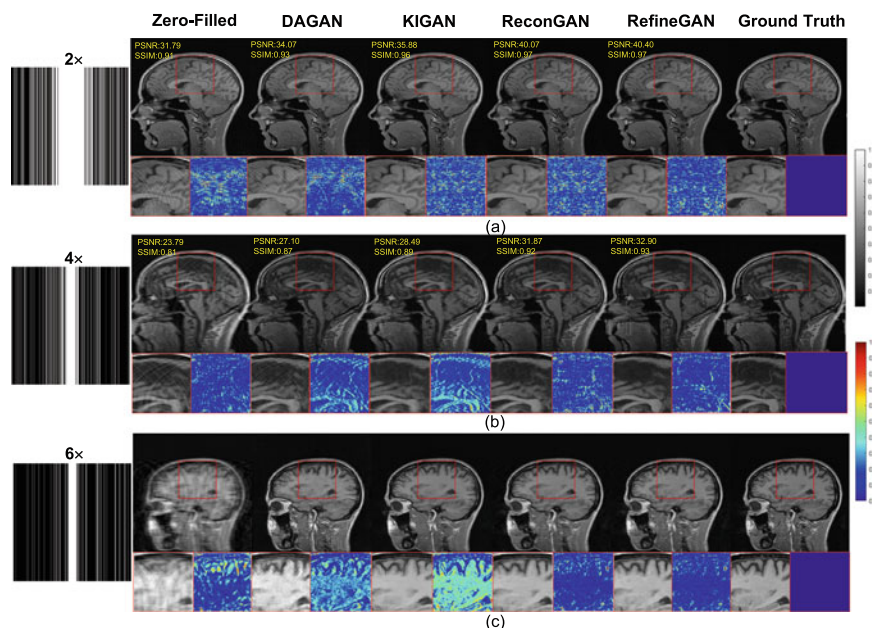 Zero-Filled DAGAN KIGAN ReconGAN RefineGAN Ground Truth
2×
PSNR:31.79 PSNR:34.07 PSNR:35.88 PSNR:40.07 PSNR:40.40
SSIM:0.91 SSIM:0.93 SSIM:0.96 SSIM:0.97 SSIM:0.97
(a)
4×
PSNR:23.79 PSNR:27.10 PSNR:28.49 PSNR:31.87 PSNR:32.90
SSIM:0.81 SSIM:0.87 SSIM:0.89 SSIM:0.92 SSIM:0.93
(b)
6×
(c)